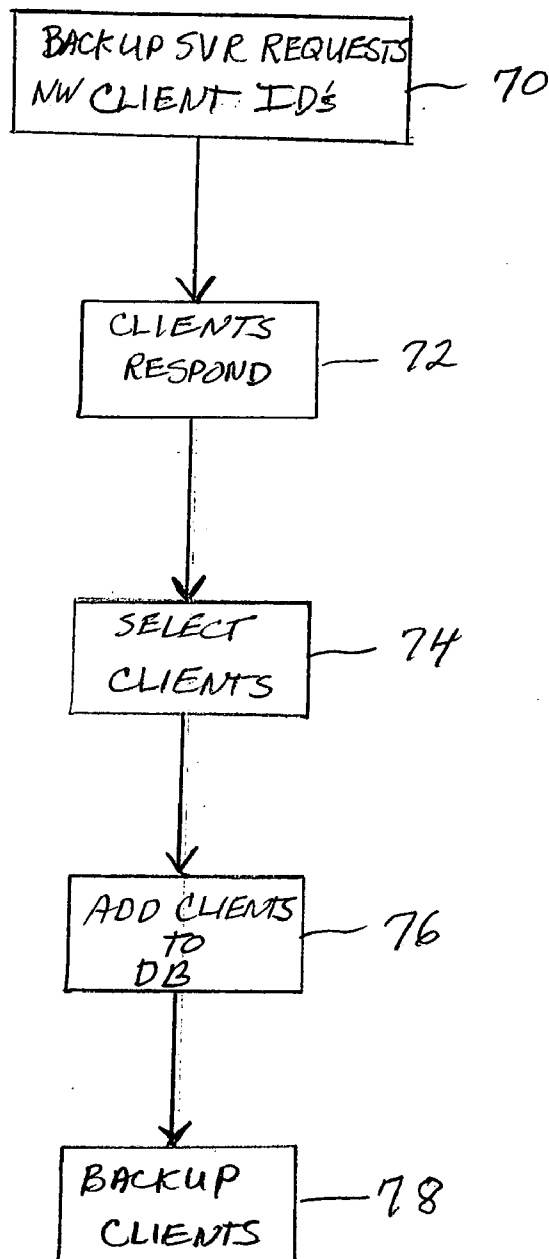 BACKUP SVR REQUESTS
NW CLIENT ID's
70
CLIENTS
RESPOND
72
SELECT
CLIENTS
74
ADD CLIENTS
TO
DB
76
BACKUP
CLIENTS
78